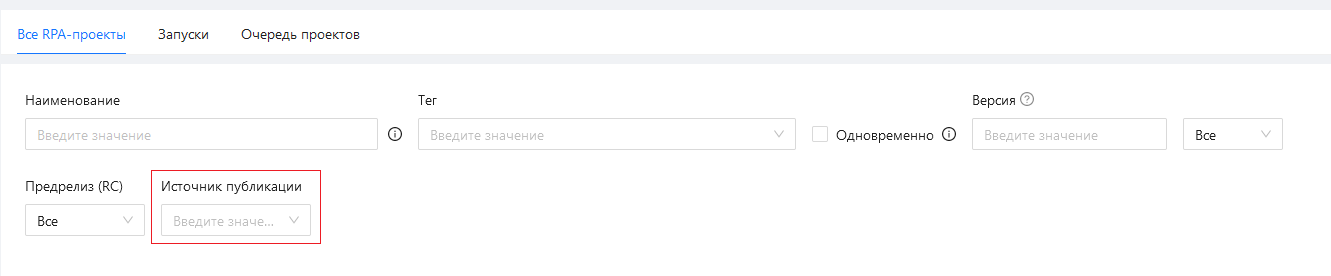 Все RPA-проекты Запуски Очередь проектов
Наименование Тег Версия
Введите значение Введите значение Одновременно Введите значение Все
Предрелиз (RC) Источник публикации
Все Введите значе...